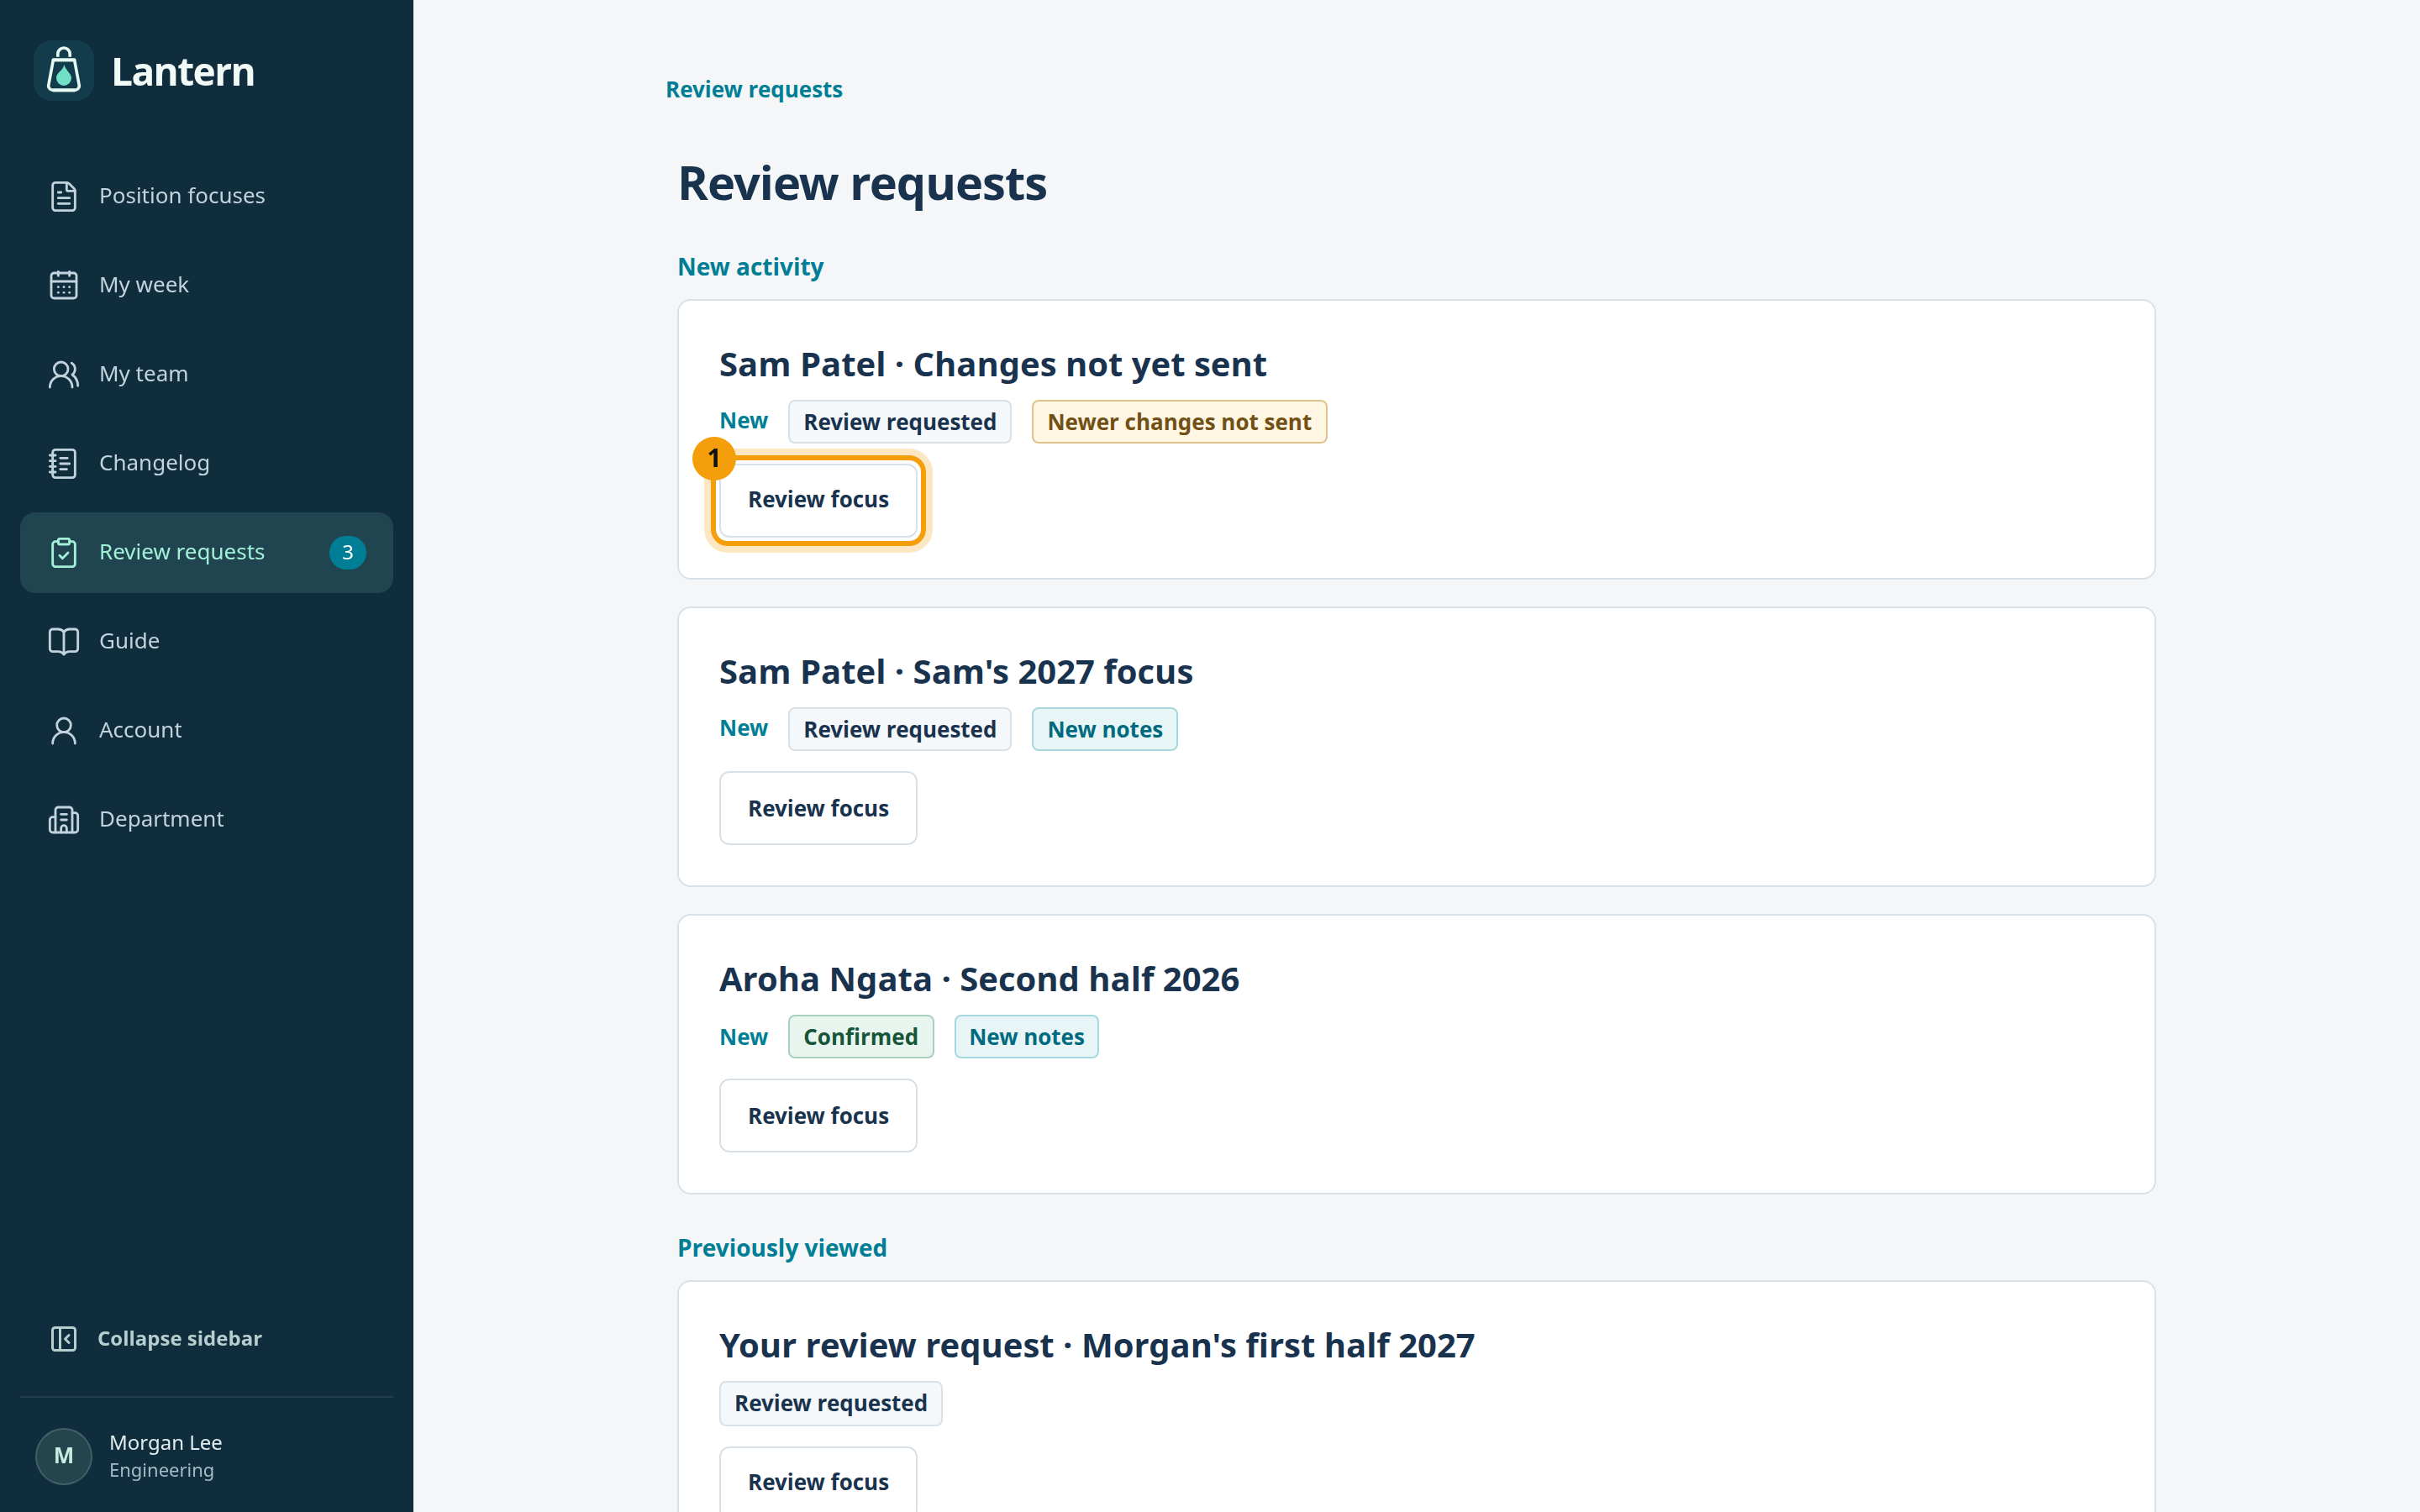 Lantern
Position focuses
My week
My team
Changelog
Review requests 3
Guide
Account
Department
Collapse sidebar
M
Morgan Lee
Engineering
Review requests
Review requests
New activity
Sam Patel · Changes not yet sent
New Review requested Newer changes not sent
1
Review focus
Sam Patel · Sam's 2027 focus
New Review requested New notes
Review focus
Aroha Ngata · Second half 2026
New Confirmed New notes
Review focus
Previously viewed
Your review request · Morgan's first half 2027
Review requested
Review focus